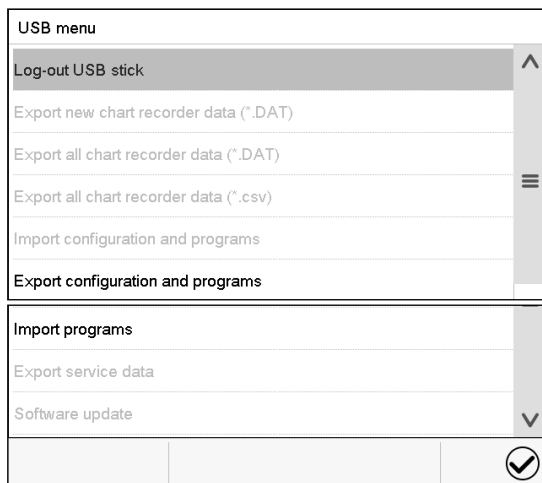 USB menu
Log-out USB stick
Export new chart recorder data (*.DAT)
Export all chart recorder data (*.DAT)
Export all chart recorder data (*.csv)
Import configuration and programs
Export configuration and programs
Import programs
Export service data
Software update